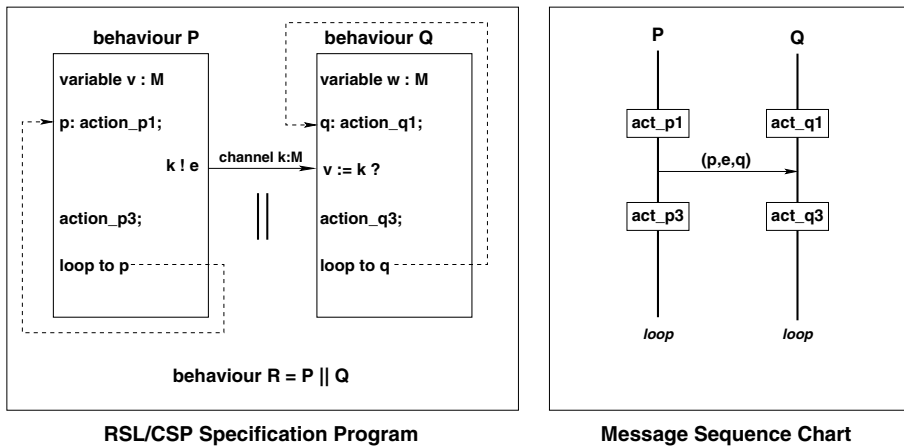 behaviour P
variable v : M
p: action_p1;
k ! e
action_p3;
loop to p
channel k:M
||
behaviour Q
variable w : M
q: action_q1;
v := k ?
action_q3;
loop to q
behaviour R = P || Q
RSL/CSP Specification Program
P
Q
act_p1
act_q1
(p,e,q)
act_p3
act_q3
loop
loop
Message Sequence Chart